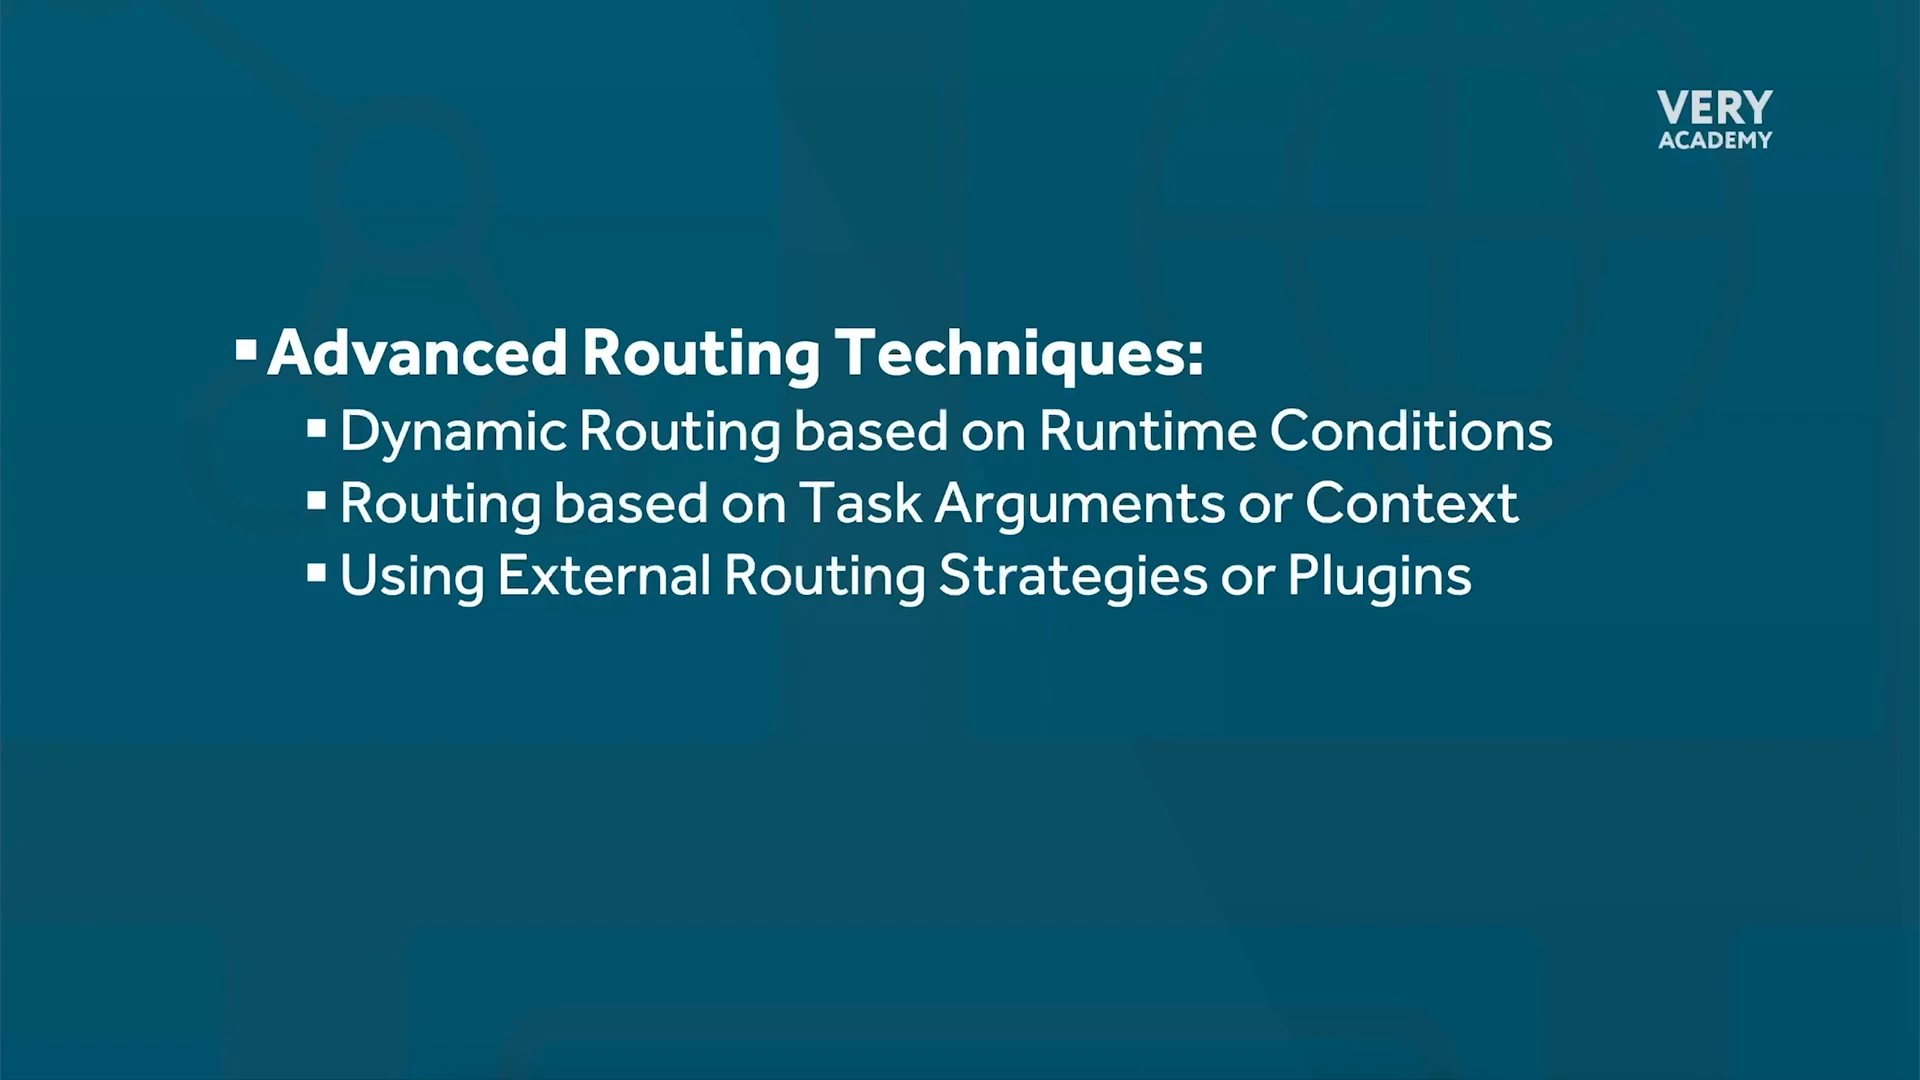 VERY
ACADEMY
▪ Advanced Routing Techniques:
▪ Dynamic Routing based on Runtime Conditions
▪ Routing based on Task Arguments or Context
▪ Using External Routing Strategies or Plugins